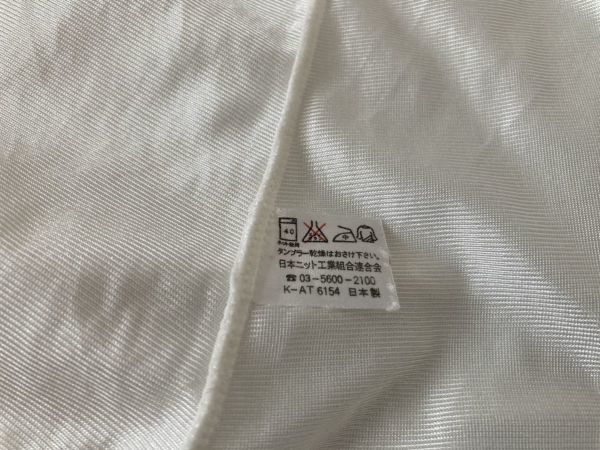 40 中
ネット使用
タンブラー乾燥はおさけ下さい。
日本ニット工業組合連合会
☎03-5600-2100
K-AT 6154 日本製